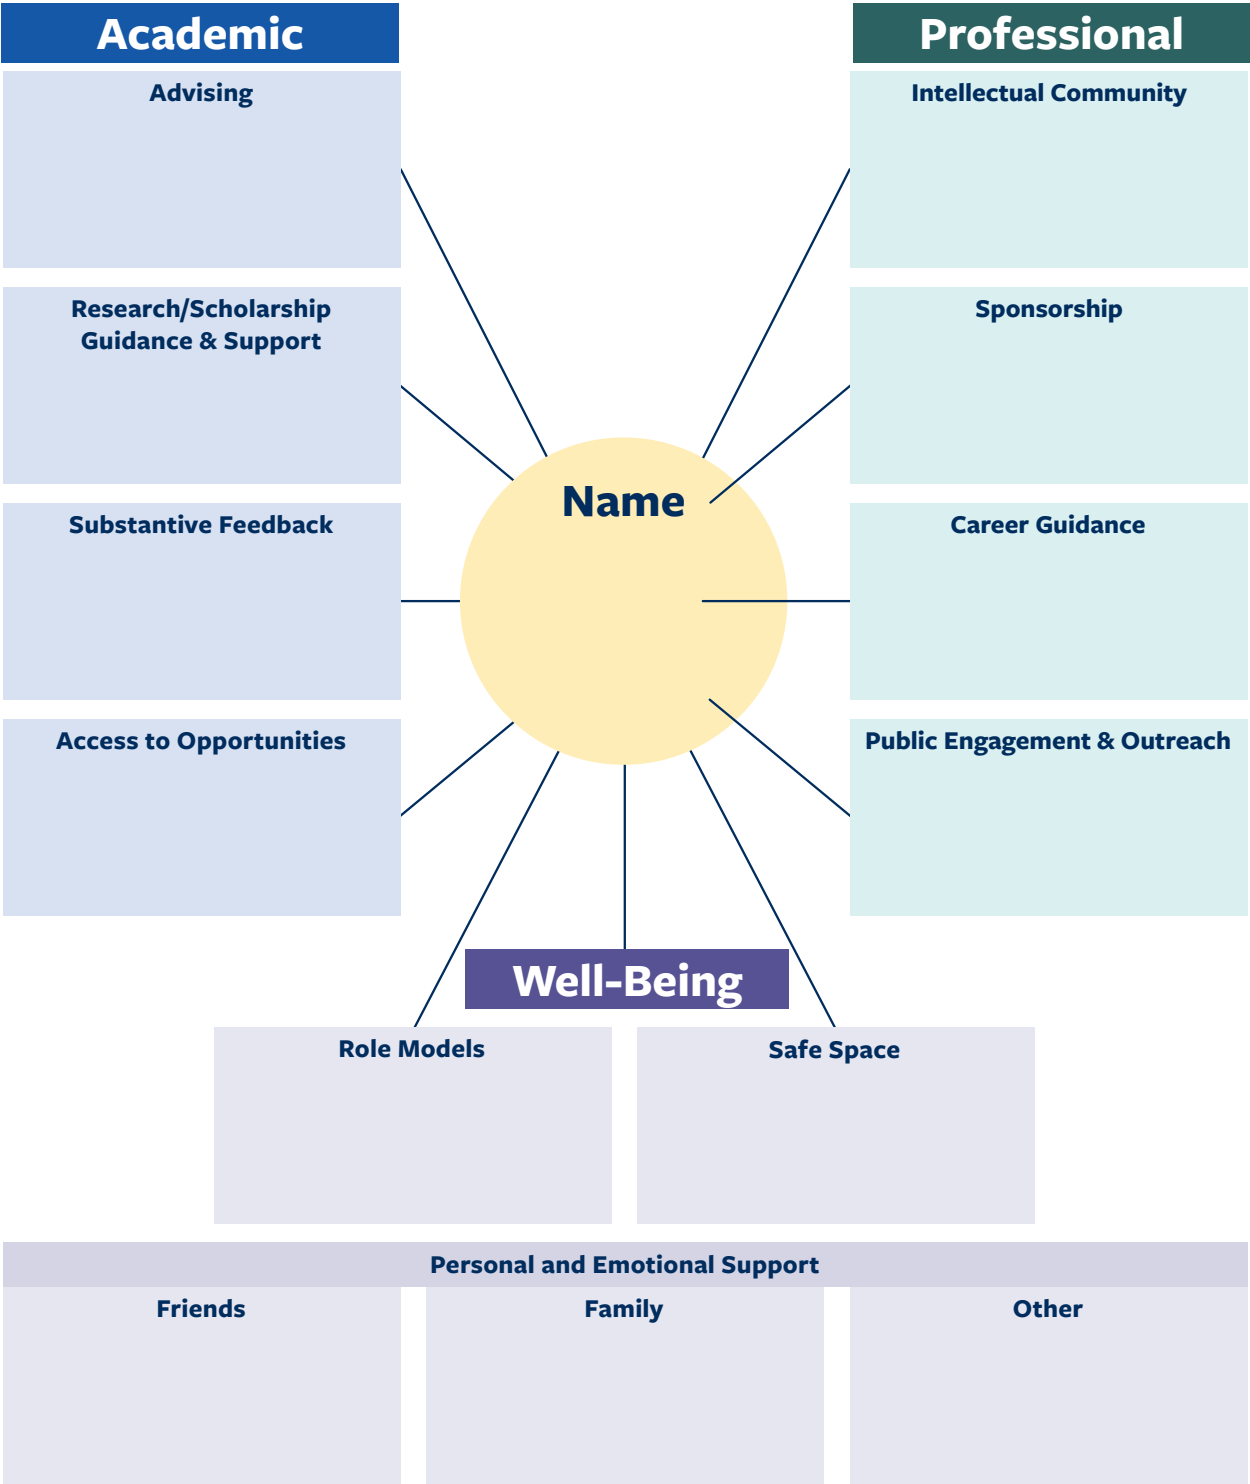 Academic
Professional
Advising
Intellectual Community
Research/Scholarship
Guidance & Support
Sponsorship
Name
Substantive Feedback
Career Guidance
Access to Opportunities
Public Engagement & Outreach
Well-Being
Role Models
Safe Space
Personal and Emotional Support
Friends
Family
Other